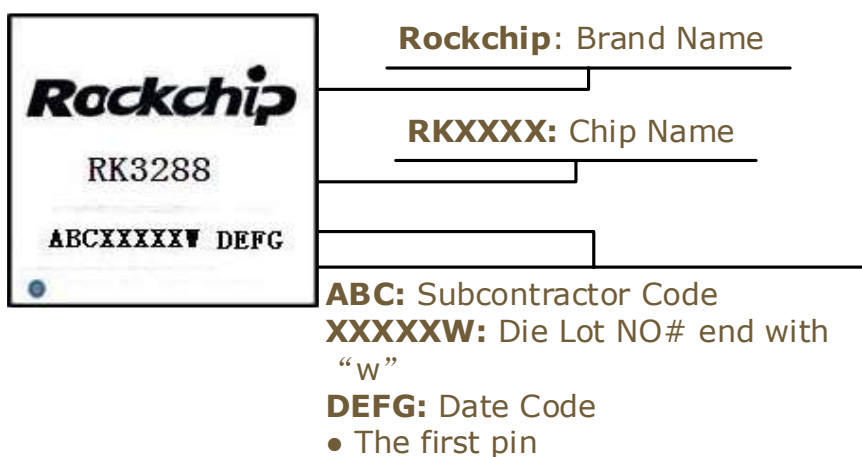 Rockchip
RK3288
ABCXXXXXW DEFG
Rockchip: Brand Name
RKXXXX: Chip Name
ABC: Subcontractor Code
XXXXXW: Die Lot NO# end with
“w”
DEFG: Date Code
● The first pin